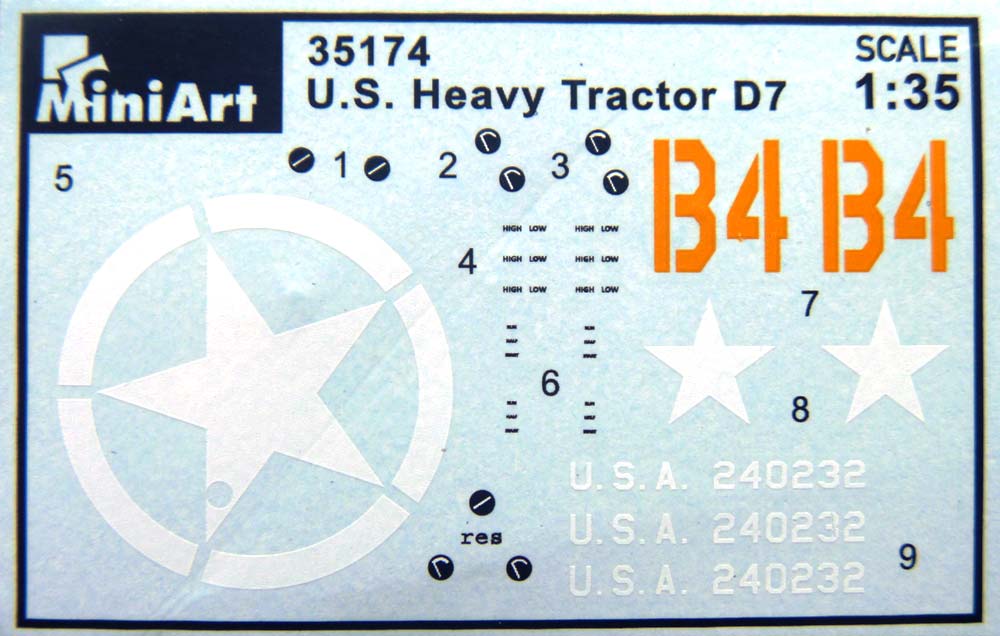 MiniArt
35174
U.S. Heavy Tractor D7
SCALE
1:35
5
1
2
3
B4 B4
4
HIGH LOW HIGH LOW
HIGH LOW HIGH LOW
HIGH LOW HIGH LOW
7
6
8
U.S.A. 240232
U.S.A. 240232
U.S.A. 240232
res
9